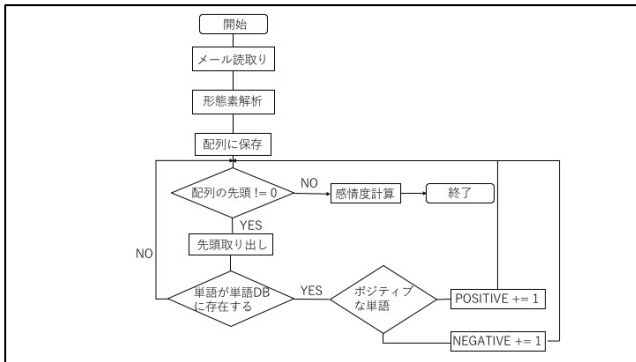 開始
メール読取り
形態素解析
配列に保存
配列の先頭 != 0
NO
感情度計算
終了
YES
先頭取り出し
NO
単語が単語DB
に存在する
YES
ポジティブ
な単語
POSITIVE += 1
NEGATIVE += 1